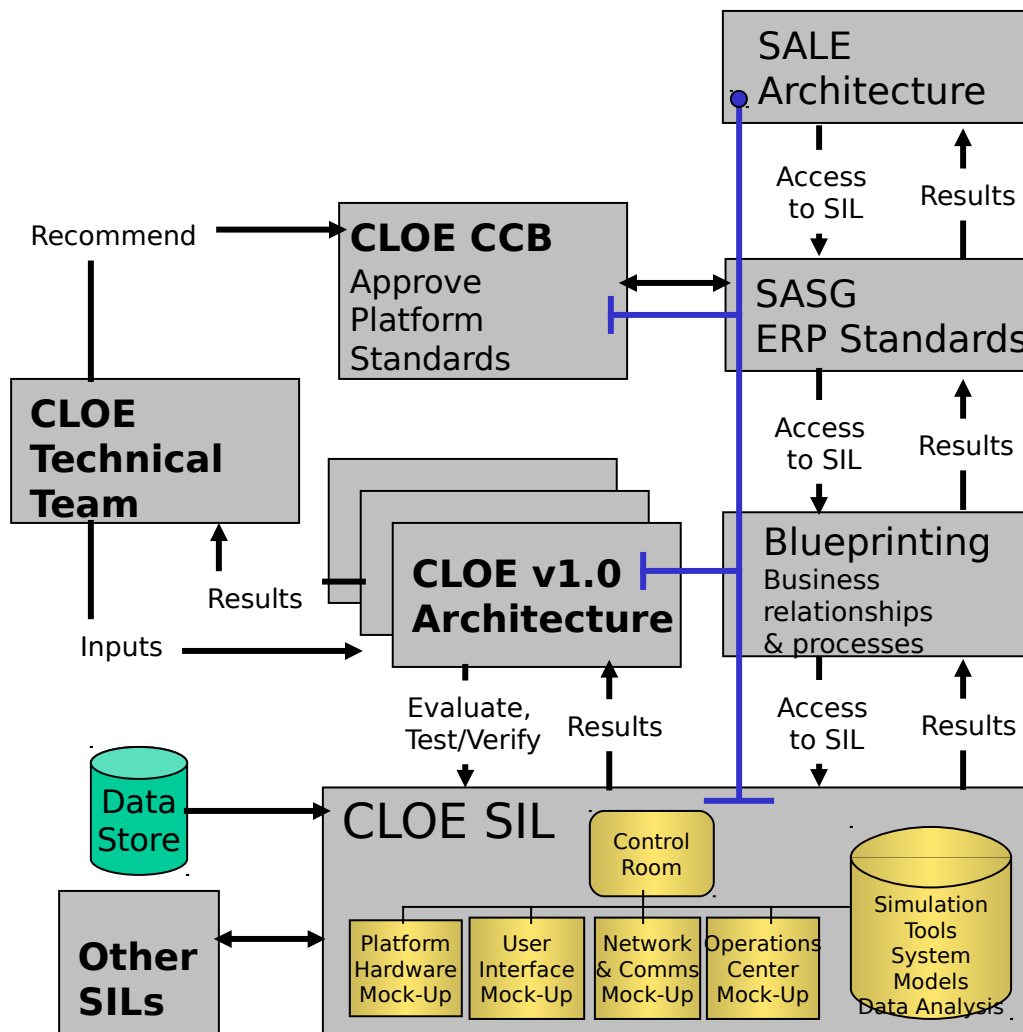 SALE
Architecture
Access
to SIL
Results
Recommend
CLOE CCB
Approve
Platform
Standards
SASG
ERP Standards
CLOE
Technical
Team
Access
to SIL
Results
CLOE v1.0
Architecture
Results
Inputs
Blueprinting
Business
relationships
& processes
Evaluate,
Test/Verify
Results
Access
to SIL
Results
Data
Store
CLOE SIL
Control
Room
Simulation
Tools
System
Models
Data Analysis
Platform
Hardware
Mock-Up
User
Interface
Mock-Up
Network
& Comms
Mock-Up
Operations
Center
Mock-Up
Other
SILs